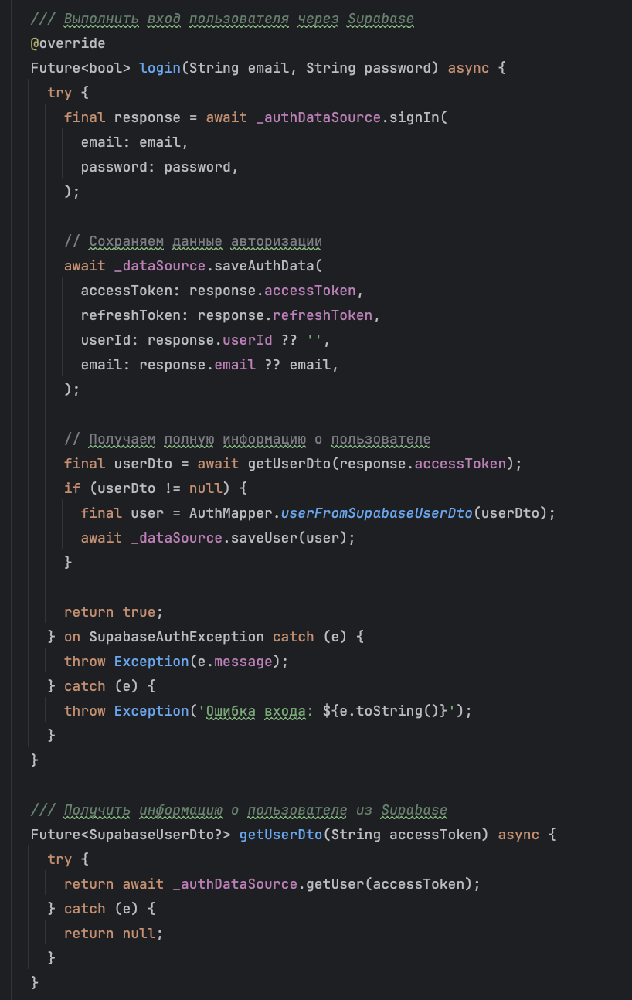 /// Выполнить вход пользователя через Supabase
@override
Future<bool> login(String email, String password) async {
  try {
    final response = await _authDataSource.signIn(
      email: email,
      password: password,
    );

    // Сохраняем данные авторизации
    await _dataSource.saveAuthData(
      accessToken: response.accessToken,
      refreshToken: response.refreshToken,
      userId: response.userId ?? '',
      email: response.email ?? email,
    );

    // Получаем полную информацию о пользователе
    final userDto = await getUserDto(response.accessToken);
    if (userDto != null) {
      final user = AuthMapper.userFromSupabaseUserDto(userDto);
      await _dataSource.saveUser(user);
    }

    return true;
  } on SupabaseAuthException catch (e) {
    throw Exception(e.message);
  } catch (e) {
    throw Exception('Ошибка входа: ${e.toString()}');
  }
}

/// Получить информацию о пользователе из Supabase
Future<SupabaseUserDto?> getUserDto(String accessToken) async {
  try {
    return await _authDataSource.getUser(accessToken);
  } catch (e) {
    return null;
  }
}